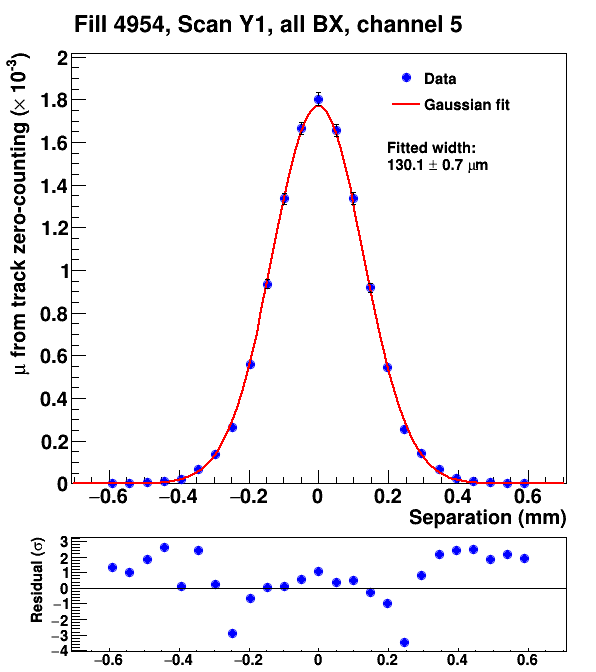 Fill 4954, Scan Y1, all BX, channel 5
μ from track zero-counting (× 10⁻³)
2
1.8
1.6
1.4
1.2
1
0.8
0.6
0.4
0.2
0
Data
Gaussian fit
Fitted width:
130.1 ± 0.7 μm
−0.6 −0.4 −0.2 0 0.2 0.4 0.6
Separation (mm)
Residual (σ)
3
2
1
0
−1
−2
−3
−4
−0.6 −0.4 −0.2 0 0.2 0.4 0.6